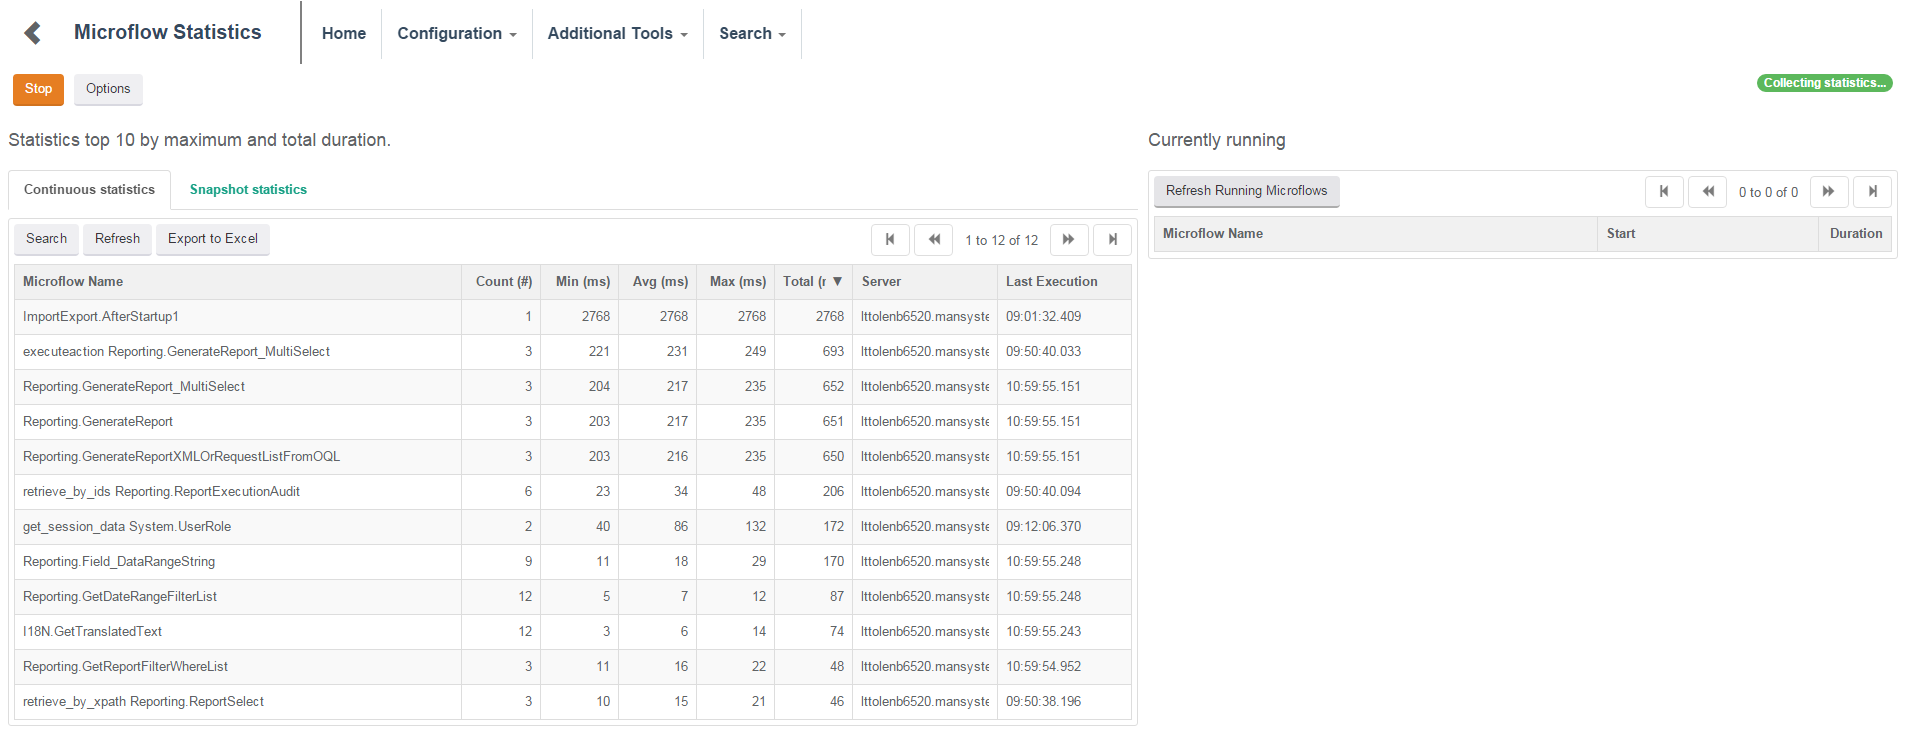 Microflow Statistics Home Configuration Additional Tools Search
Stop Options Collecting statistics...
Statistics top 10 by maximum and total duration.
Continuous statistics Snapshot statistics
Search Refresh Export to Excel 1 to 12 of 12
Microflow Name Count (#) Min (ms) Avg (ms) Max (ms) Total (r ▼ Server Last Execution
ImportExport.AfterStartup1 1 2768 2768 2768 2768 lttolenb6520.mansyste 09:01:32.409
executeaction Reporting.GenerateReport_MultiSelect 3 221 231 249 693 lttolenb6520.mansyste 09:50:40.033
Reporting.GenerateReport_MultiSelect 3 204 217 235 652 lttolenb6520.mansyste 10:59:55.151
Reporting.GenerateReport 3 203 217 235 651 lttolenb6520.mansyste 10:59:55.151
Reporting.GenerateReportXMLOrRequestListFromOQL 3 203 216 235 650 lttolenb6520.mansyste 10:59:55.151
retrieve_by_ids Reporting.ReportExecutionAudit 6 23 34 48 206 lttolenb6520.mansyste 09:50:40.094
get_session_data System.UserRole 2 40 86 132 172 lttolenb6520.mansyste 09:12:06.370
Reporting.Field_DataRangeString 9 11 18 29 170 lttolenb6520.mansyste 10:59:55.248
Reporting.GetDateRangeFilterList 12 5 7 12 87 lttolenb6520.mansyste 10:59:55.248
I18N.GetTranslatedText 12 3 6 14 74 lttolenb6520.mansyste 10:59:55.243
Reporting.GetReportFilterWhereList 3 11 16 22 48 lttolenb6520.mansyste 10:59:54.952
retrieve_by_xpath Reporting.ReportSelect 3 10 15 21 46 lttolenb6520.mansyste 09:50:38.196
Currently running
Refresh Running Microflows 0 to 0 of 0
Microflow Name Start Duration